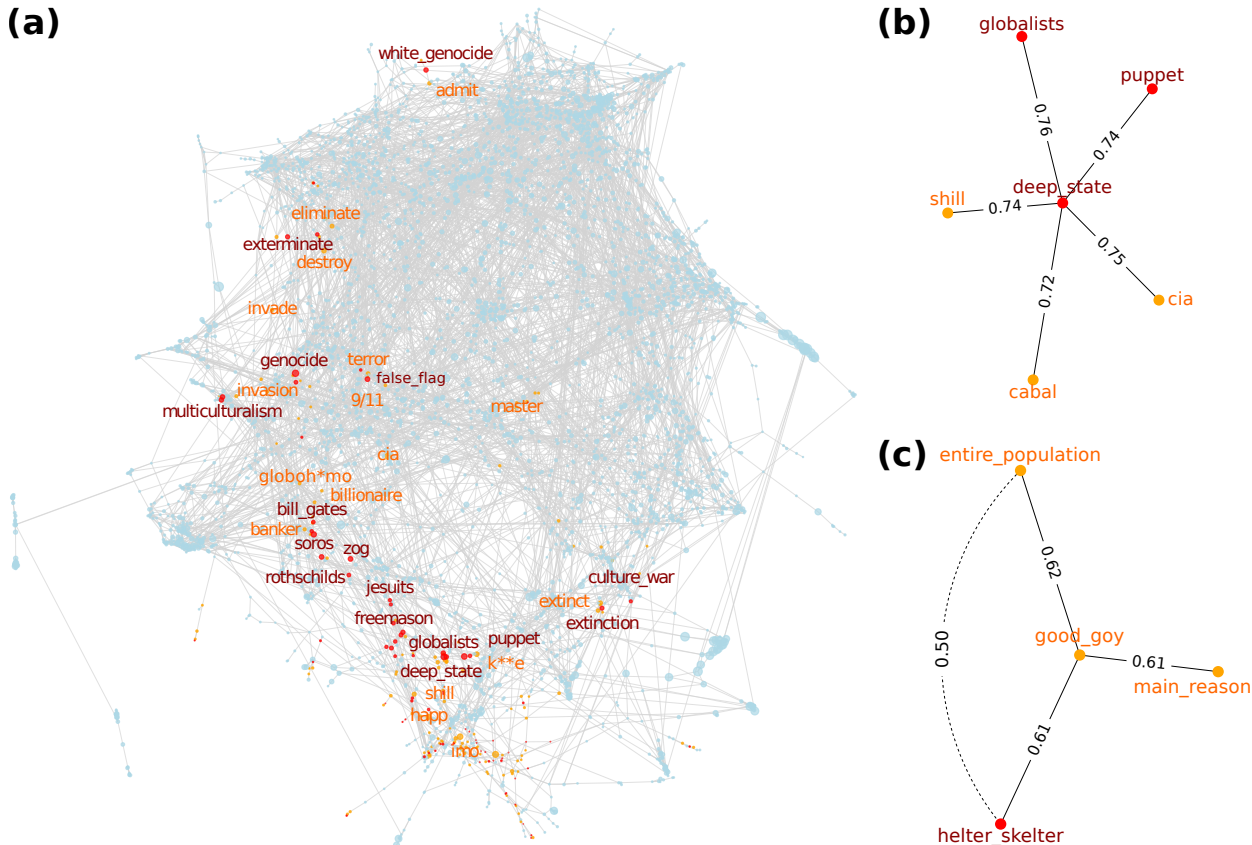 (a)
white_genocide
admit
eliminate
exterminate
destroy
invade
genocide
terror
false_flag
invasion
9/11
multiculturalism
master
cia
globoh*mo
billionaire
bill_gates
banker
soros
zog
rothschilds
jesuits
culture_war
extinct
extinction
freemason
globalists
puppet
k**e
deep_state
shill
happ
imo
(b)
globalists
puppet
0.76
0.74
deep_state
shill
0.74
0.75
0.72
cia
cabal
(c)
entire_population
0.62
0.50
good_goy
0.61
main_reason
0.61
helter_skelter